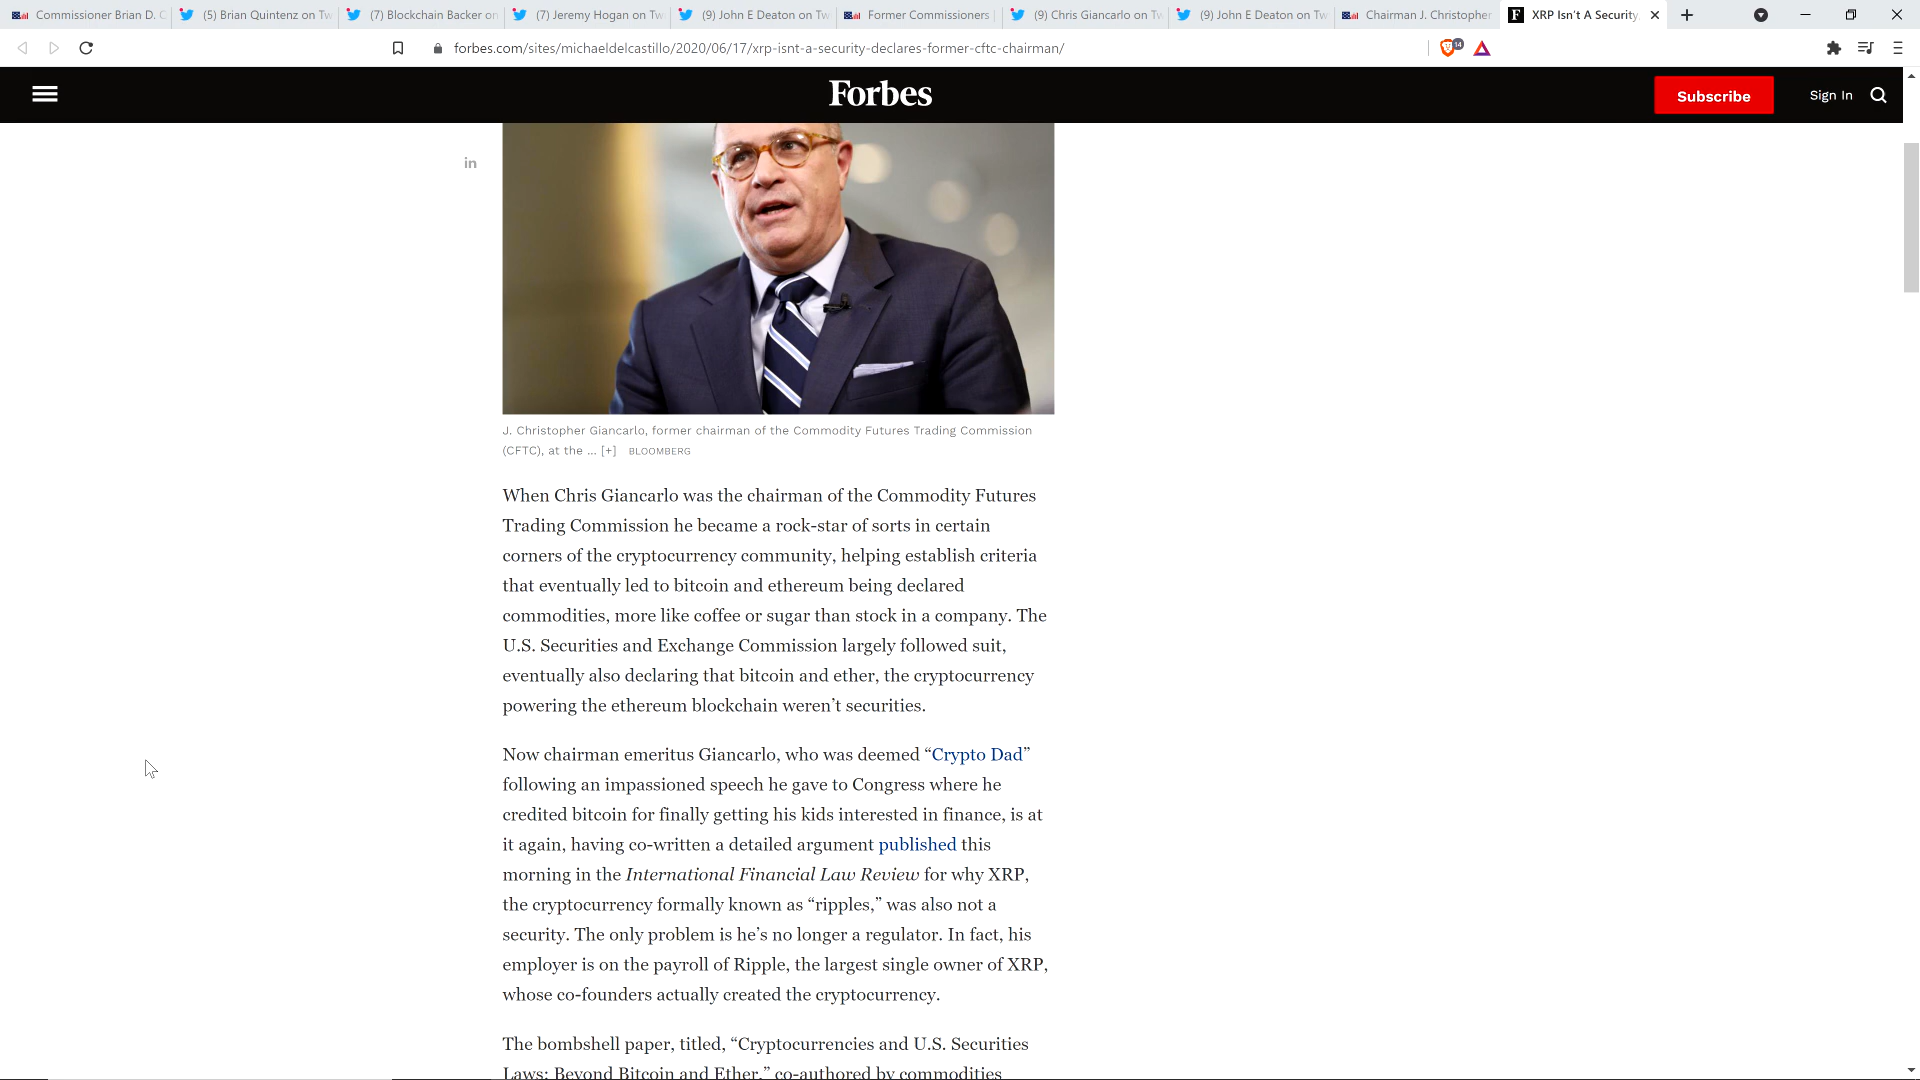 Commissioner Brian D. C
(5) Brian Quintenz on Tw
(7) Blockchain Backer on
(7) Jeremy Hogan on Tw
(9) John E Deaton on Tw
Former Commissioners |
(9) Chris Giancarlo on Tw
(9) John E Deaton on Tw
Chairman J. Christopher
XRP Isn't A Security,
forbes.com/sites/michaeldelcastillo/2020/06/17/xrp-isnt-a-security-declares-former-cftc-chairman/
14
Forbes
Subscribe
Sign In
in
J. Christopher Giancarlo, former chairman of the Commodity Futures Trading Commission
(CFTC), at the ... [+] BLOOMBERG
When Chris Giancarlo was the chairman of the Commodity Futures
Trading Commission he became a rock-star of sorts in certain
corners of the cryptocurrency community, helping establish criteria
that eventually led to bitcoin and ethereum being declared
commodities, more like coffee or sugar than stock in a company. The
U.S. Securities and Exchange Commission largely followed suit,
eventually also declaring that bitcoin and ether, the cryptocurrency
powering the ethereum blockchain weren’t securities.
Now chairman emeritus Giancarlo, who was deemed “Crypto Dad”
following an impassioned speech he gave to Congress where he
credited bitcoin for finally getting his kids interested in finance, is at
it again, having co-written a detailed argument published this
morning in the International Financial Law Review for why XRP,
the cryptocurrency formally known as “ripples,” was also not a
security. The only problem is he’s no longer a regulator. In fact, his
employer is on the payroll of Ripple, the largest single owner of XRP,
whose co-founders actually created the cryptocurrency.
The bombshell paper, titled, “Cryptocurrencies and U.S. Securities
Laws: Beyond Bitcoin and Ether,” co-authored by commodities